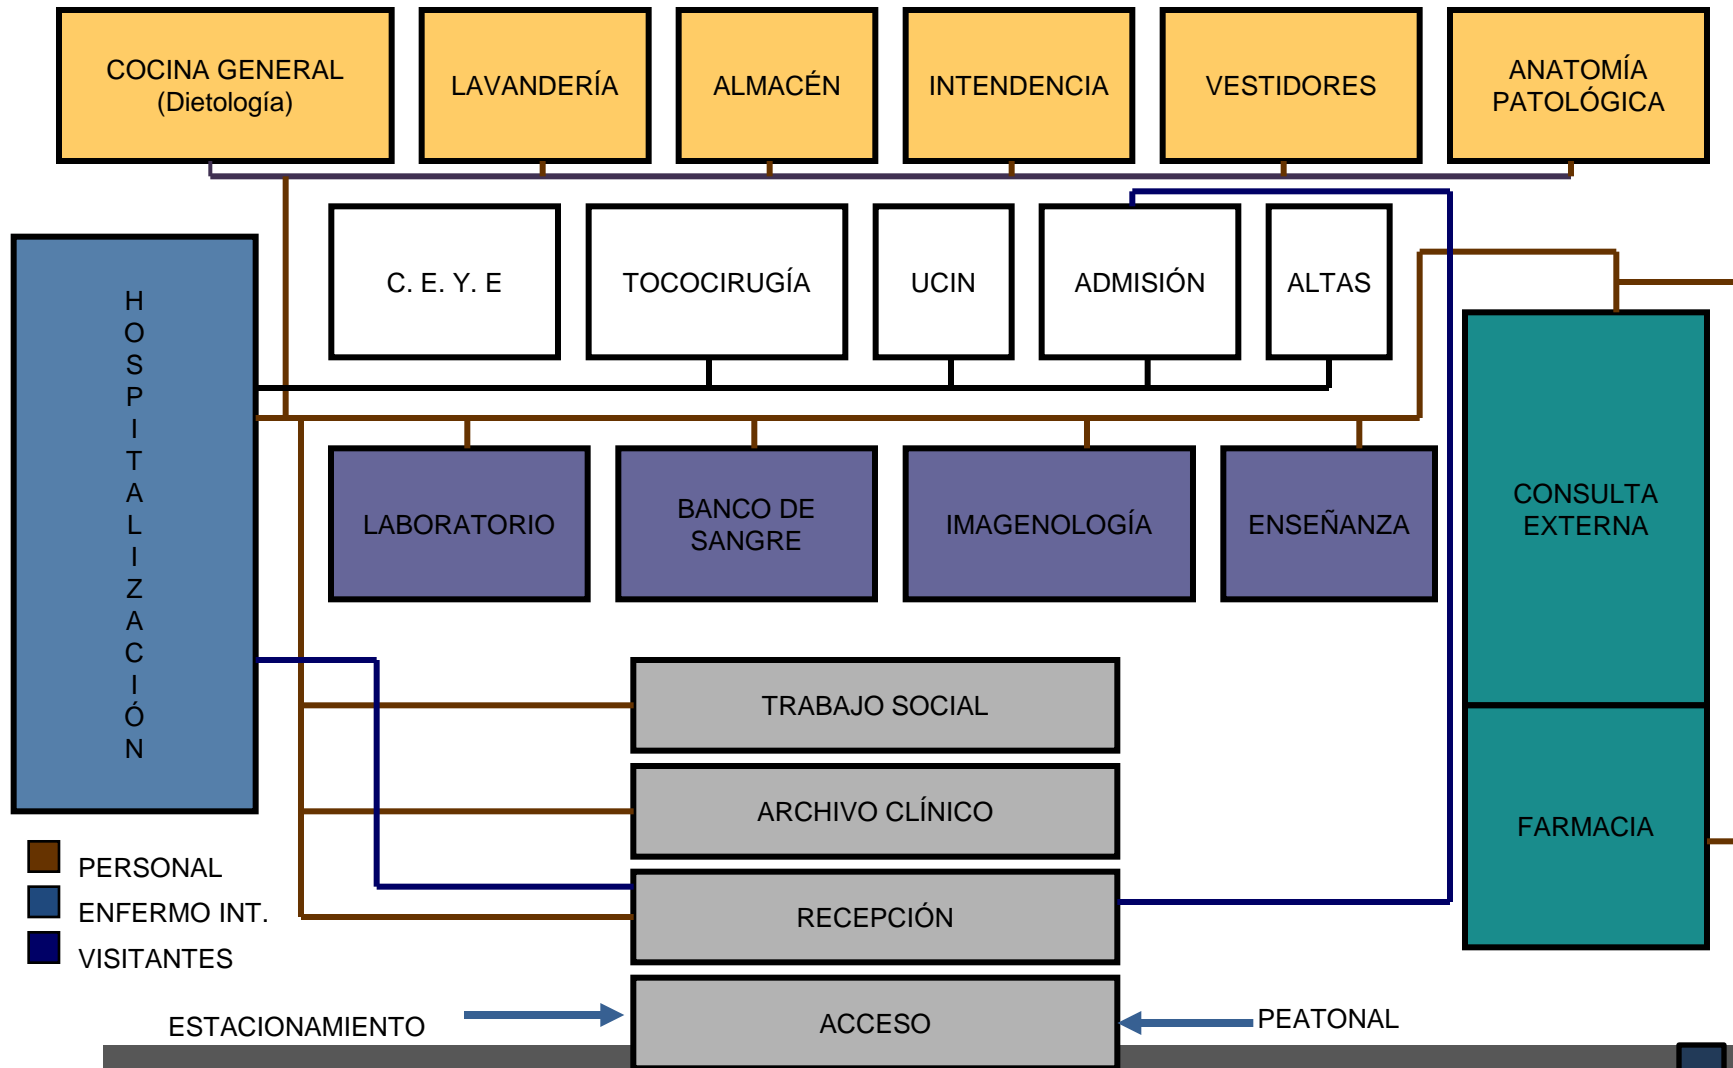 COCINA GENERAL
(Dietología)
LAVANDERÍA
ALMACÉN
INTENDENCIA
VESTIDORES
ANATOMÍA
PATOLÓGICA
C. E. Y. E
TOCOCIRUGÍA
UCIN
ADMISIÓN
ALTAS
HOSPITALIZACIÓN
LABORATORIO
BANCO DE
SANGRE
IMAGENOLOGÍA
ENSEÑANZA
CONSULTA
EXTERNA
TRABAJO SOCIAL
ARCHIVO CLÍNICO
FARMACIA
RECEPCIÓN
PERSONAL
ENFERMO INT.
VISITANTES
ESTACIONAMIENTO
ACCESO
PEATONAL